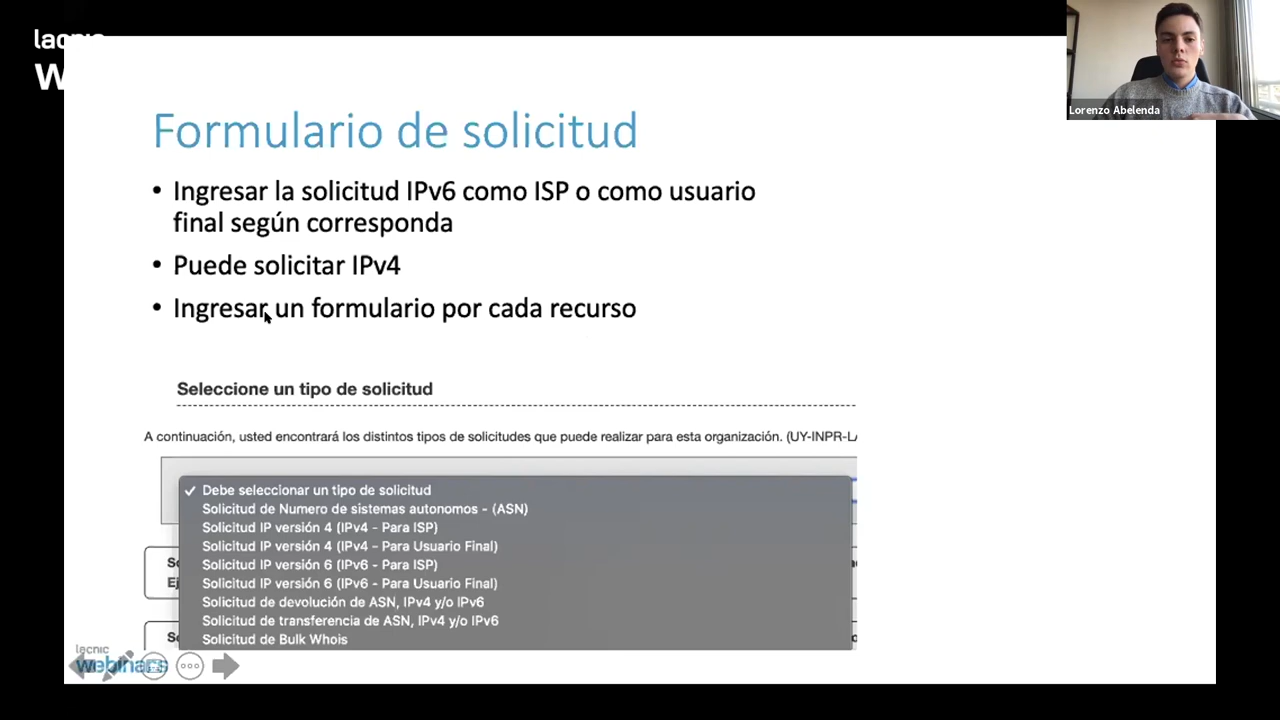 lacnic
W
Lorenzo Abelenda
Formulario de solicitud
• Ingresar la solicitud IPv6 como ISP o como usuario
final según corresponda
• Puede solicitar IPv4
• Ingresar un formulario por cada recurso
Seleccione un tipo de solicitud
A continuación, usted encontrará los distintos tipos de solicitudes que puede realizar para esta organización. (UY-INPR-LA
✓ Debe seleccionar un tipo de solicitud
Solicitud de Numero de sistemas autonomos - (ASN)
Solicitud IP versión 4 (IPv4 - Para ISP)
Solicitud IP versión 4 (IPv4 - Para Usuario Final)
Solicitud IP versión 6 (IPv6 - Para ISP)
Solicitud IP versión 6 (IPv6 - Para Usuario Final)
Solicitud de devolución de ASN, IPv4 y/o IPv6
Solicitud de transferencia de ASN, IPv4 y/o IPv6
Solicitud de Bulk Whois
So
Ej
So
lacnic
webinars